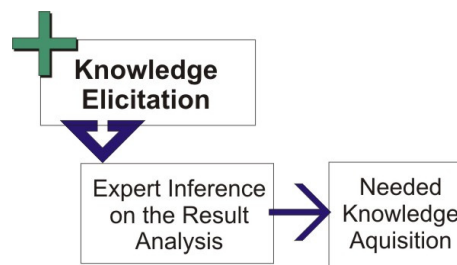 Knowledge
Elicitation
Expert Inference
on the Result
Analysis
Needed
Knowledge
Aquisition